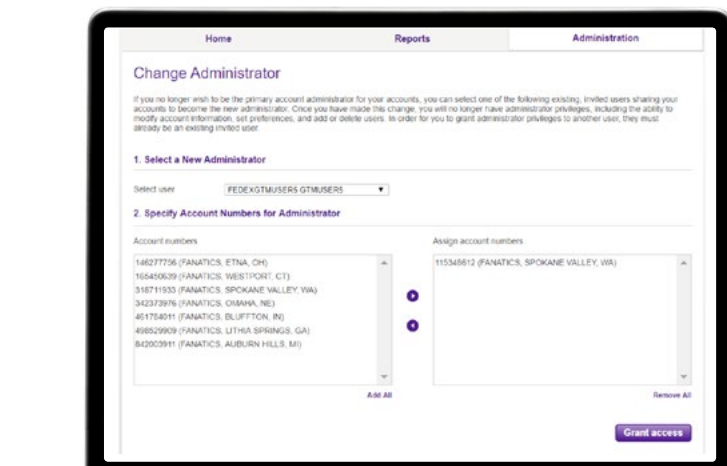 Home Reports Administration
Change Administrator
If you no longer wish to be the primary account administrator for your accounts, you can select one of the following existing, invited users sharing your
accounts to become the new administrator. Once you have made this change, you will no longer have administrator privileges, including the ability to
modify account information, set preferences, and add or delete users. In order for you to grant administrator privileges to another user, they must
already be an existing invited user.
1. Select a New Administrator
Select user FEDEXGTMUSER5 GTMUSER5
2. Specify Account Numbers for Administrator
Account numbers Assign account numbers
146277756 (FANATICS, ETNA, OH) 115348612 (FANATICS, SPOKANE VALLEY, WA)
165450639 (FANATICS, WESTPORT, CT)
318711933 (FANATICS, SPOKANE VALLEY, WA)
342373976 (FANATICS, OMAHA, NE)
461784011 (FANATICS, BLUFFTON, IN)
498529909 (FANATICS, LITHIA SPRINGS, GA)
842003911 (FANATICS, AUBURN HILLS, MI)
Add All Remove All
Grant access